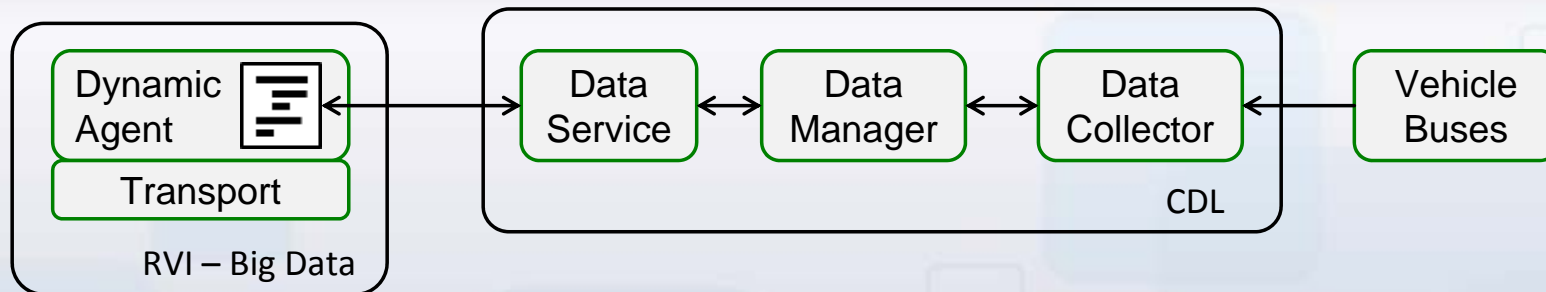 Dynamic
Agent
Transport
RVI – Big Data
Data
Service
Data
Manager
Data
Collector
CDL
Vehicle
Buses